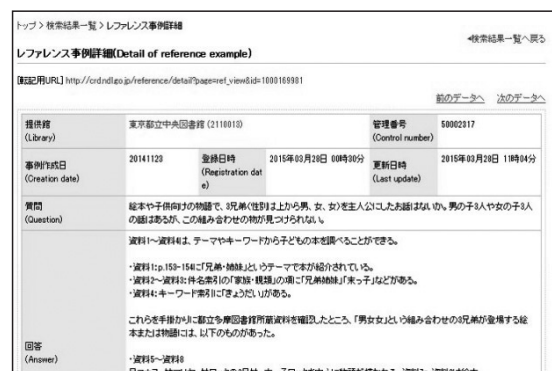 トップ > 検索結果一覧 > レファレンス事例詳細
◂検索結果一覧へ戻る
レファレンス事例詳細(Detail of reference example)
[転記用URL] http://crd.ndl.go.jp/reference/detail?page=ref_view&id=1000169981
前のデータへ 次のデータへ
提供館 (Library) 東京都立中央図書館 (2110013) 管理番号 (Control number) 50002317
事例作成日 (Creation date) 20141123 登録日時 (Registration date) 2015年03月28日 00時30分 更新日時 (Last update) 2015年03月28日 11時04分
質問 (Question)
絵本や子供向けの物語で、3兄弟(性別は上から男、女、女)を主人公にしたお話はないか。男の子3人や女の子3人
の話はあるが、この組み合わせの物が見つけられない。
回答 (Answer)
資料1~資料4は、テーマやキーワードから子どもの本を調べることができる。
・資料1:p.153-154に「兄弟・姉妹」というテーマで本が紹介されている。
・資料2~資料3:件名索引の「家族・親類」の項に「兄弟姉妹」「末っ子」などがある。
・資料4:キーワード索引に「きょうだい」がある。
これらを手掛かりに都立多摩図書館所蔵資料を確認したところ、「男女女」という組み合わせの3兄弟が登場する絵
本または物語には、以下のものがあった。
・資料5~資料8